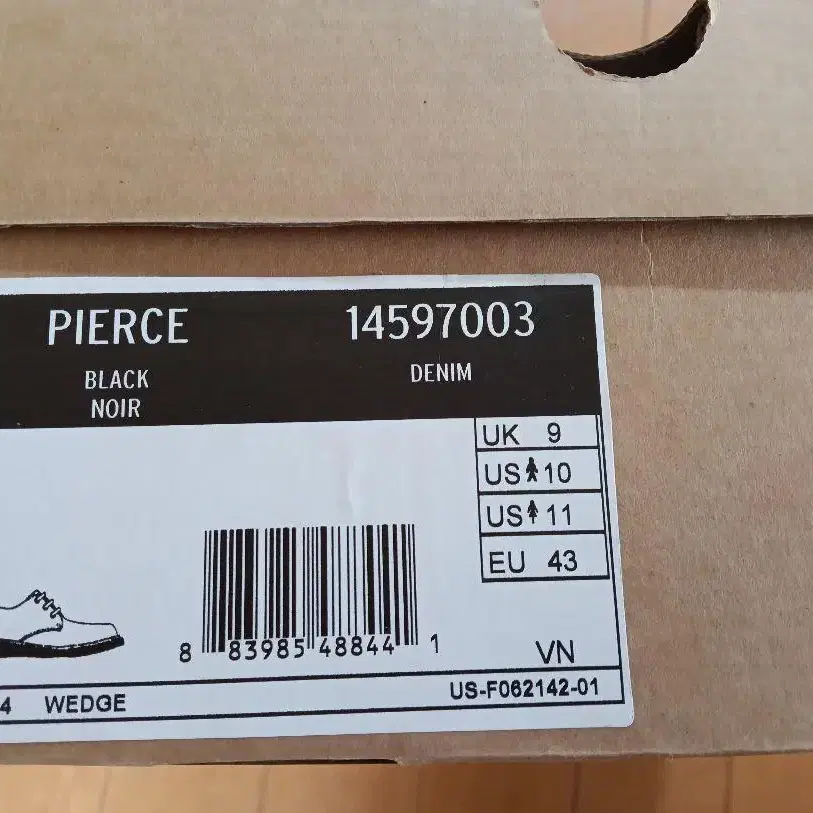 PIERCE 14597003
BLACK DENIM
NOIR
UK 9
US 10
US 11
EU 43
8 83985 48844 1
VN
4 WEDGE US-F062142-01